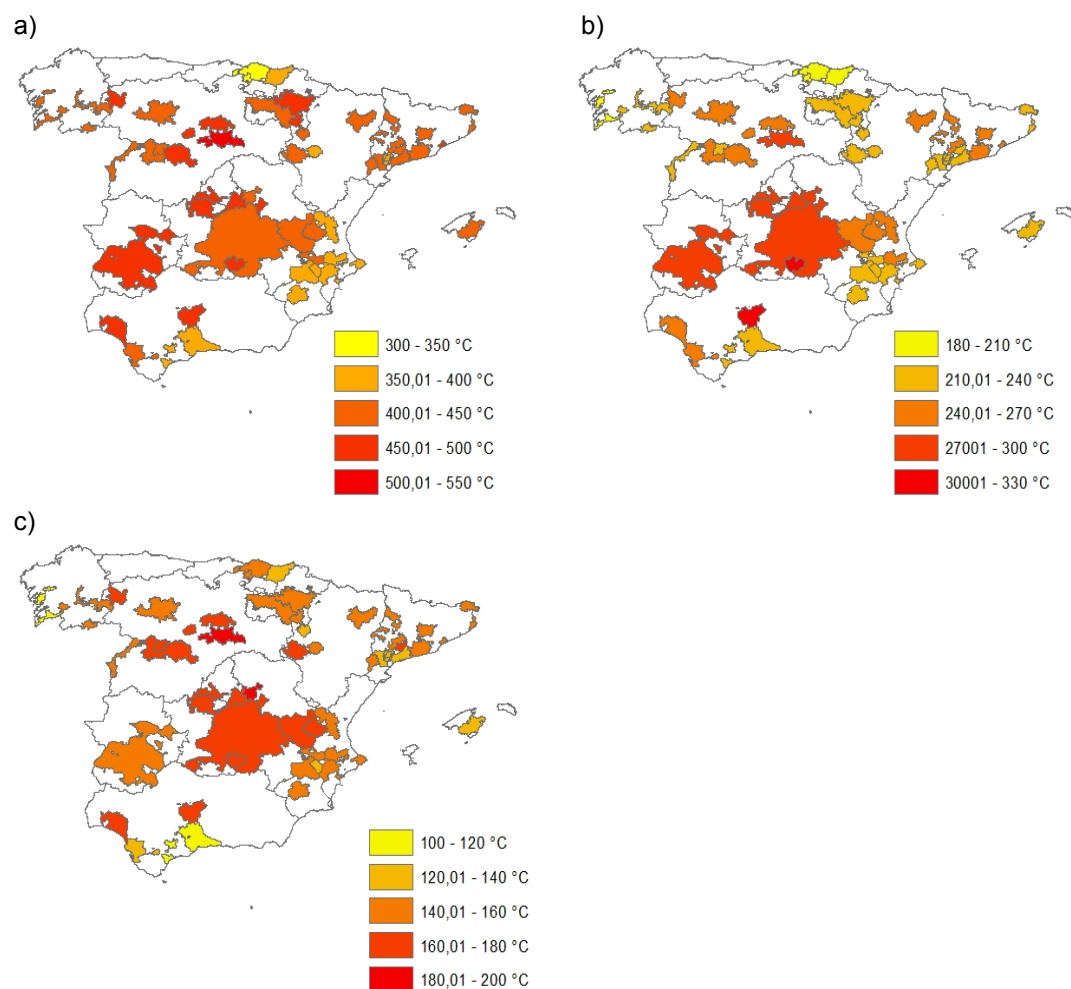 a)
b)
300 - 350 °C
350,01 - 400 °C
400,01 - 450 °C
450,01 - 500 °C
500,01 - 550 °C
180 - 210 °C
210,01 - 240 °C
240,01 - 270 °C
27001 - 300 °C
30001 - 330 °C
c)
100 - 120 °C
120,01 - 140 °C
140,01 - 160 °C
160,01 - 180 °C
180,01 - 200 °C